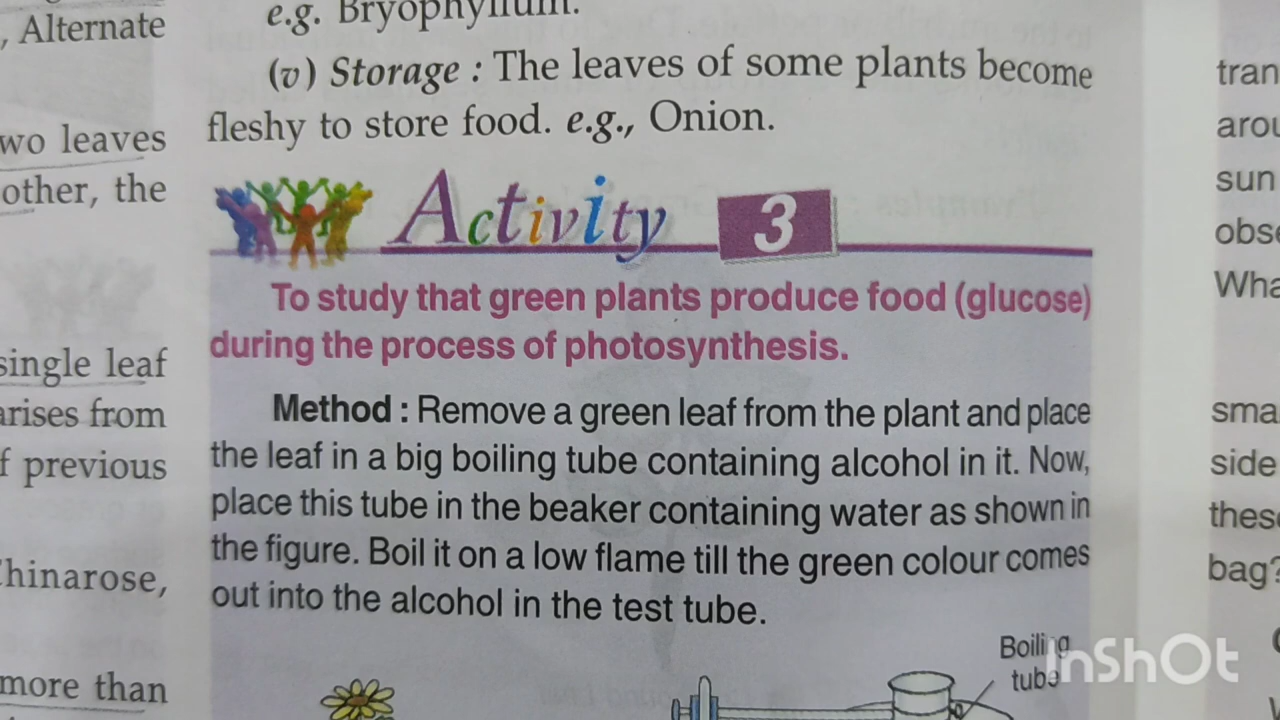 , Alternate
wo leaves
other, the
single leaf
arises from
f previous
Chinarose,
more than
e.g. Bryophyllum.
(v) Storage : The leaves of some plants become
fleshy to store food. e.g., Onion.
Activity 3
To study that green plants produce food (glucose)
during the process of photosynthesis.
Method : Remove a green leaf from the plant and place
the leaf in a big boiling tube containing alcohol in it. Now,
place this tube in the beaker containing water as shown in
the figure. Boil it on a low flame till the green colour comes
out into the alcohol in the test tube.
Boiling
tube
tran
arou
sun
obse
Wha
sma
side
these
bag?
InShOt